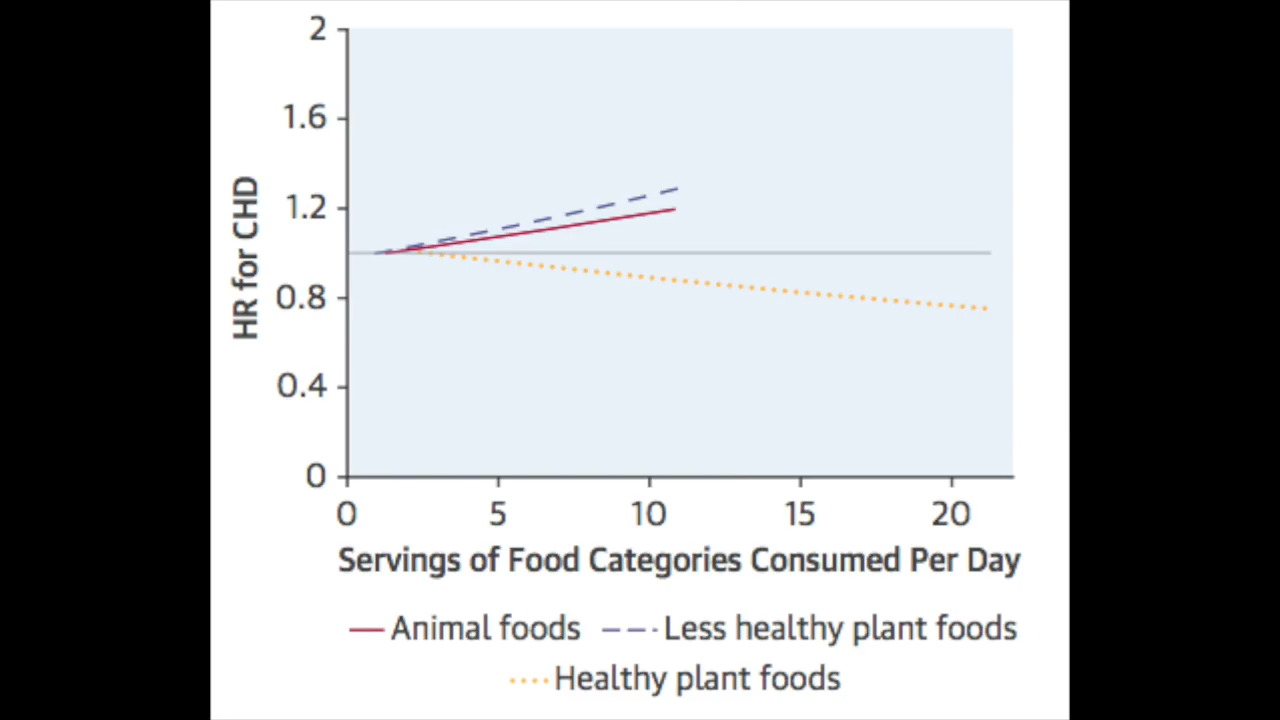 2
1.6
1.2
0.8
0.4
0
HR for CHD
0 5 10 15 20
Servings of Food Categories Consumed Per Day
Animal foods Less healthy plant foods
Healthy plant foods